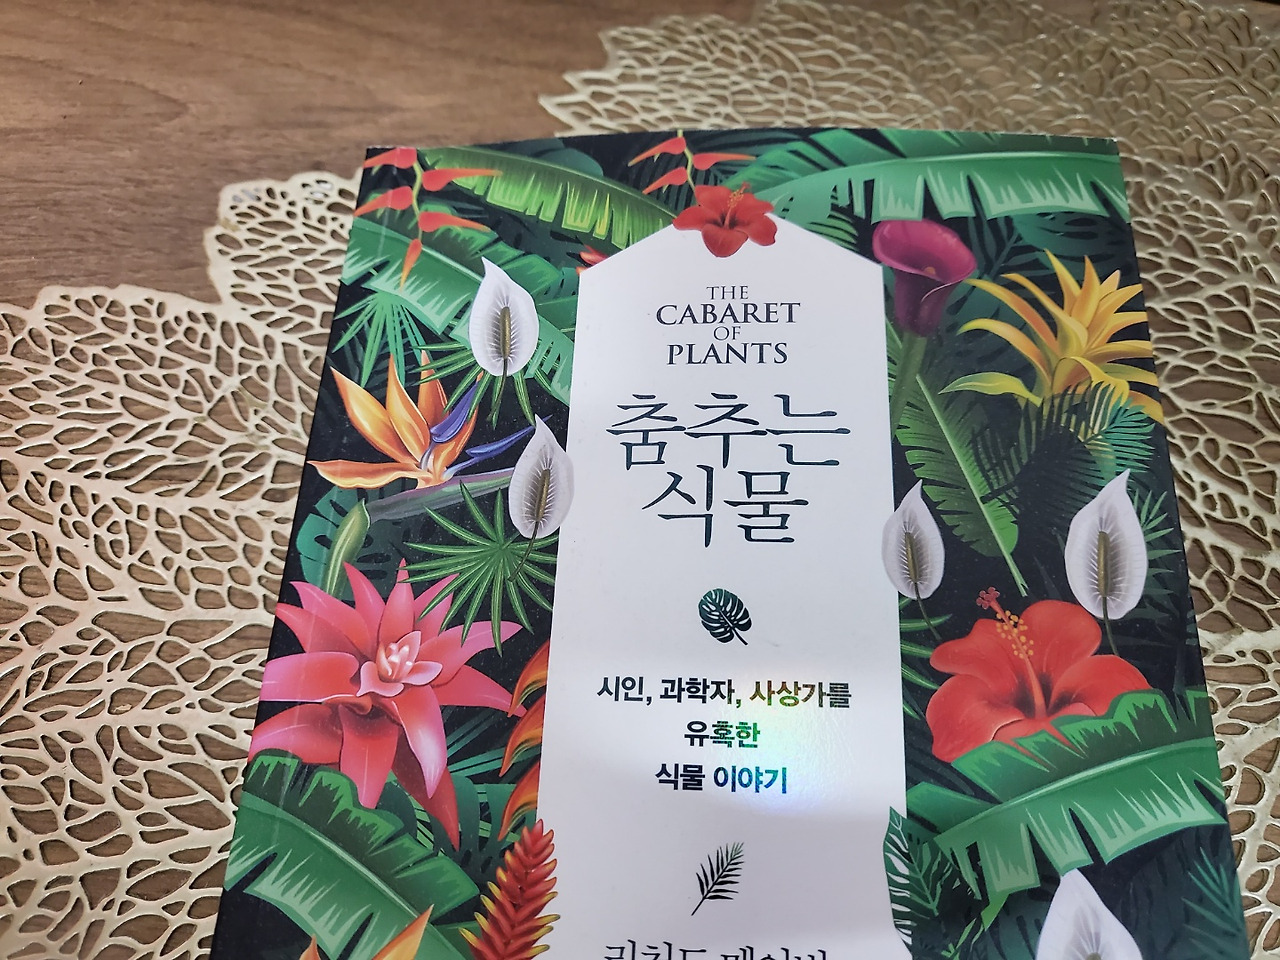 THE
CABARET
OF
PLANTS
춤추는
식물
시인, 과학자, 사상가를
유혹한
식물 이야기